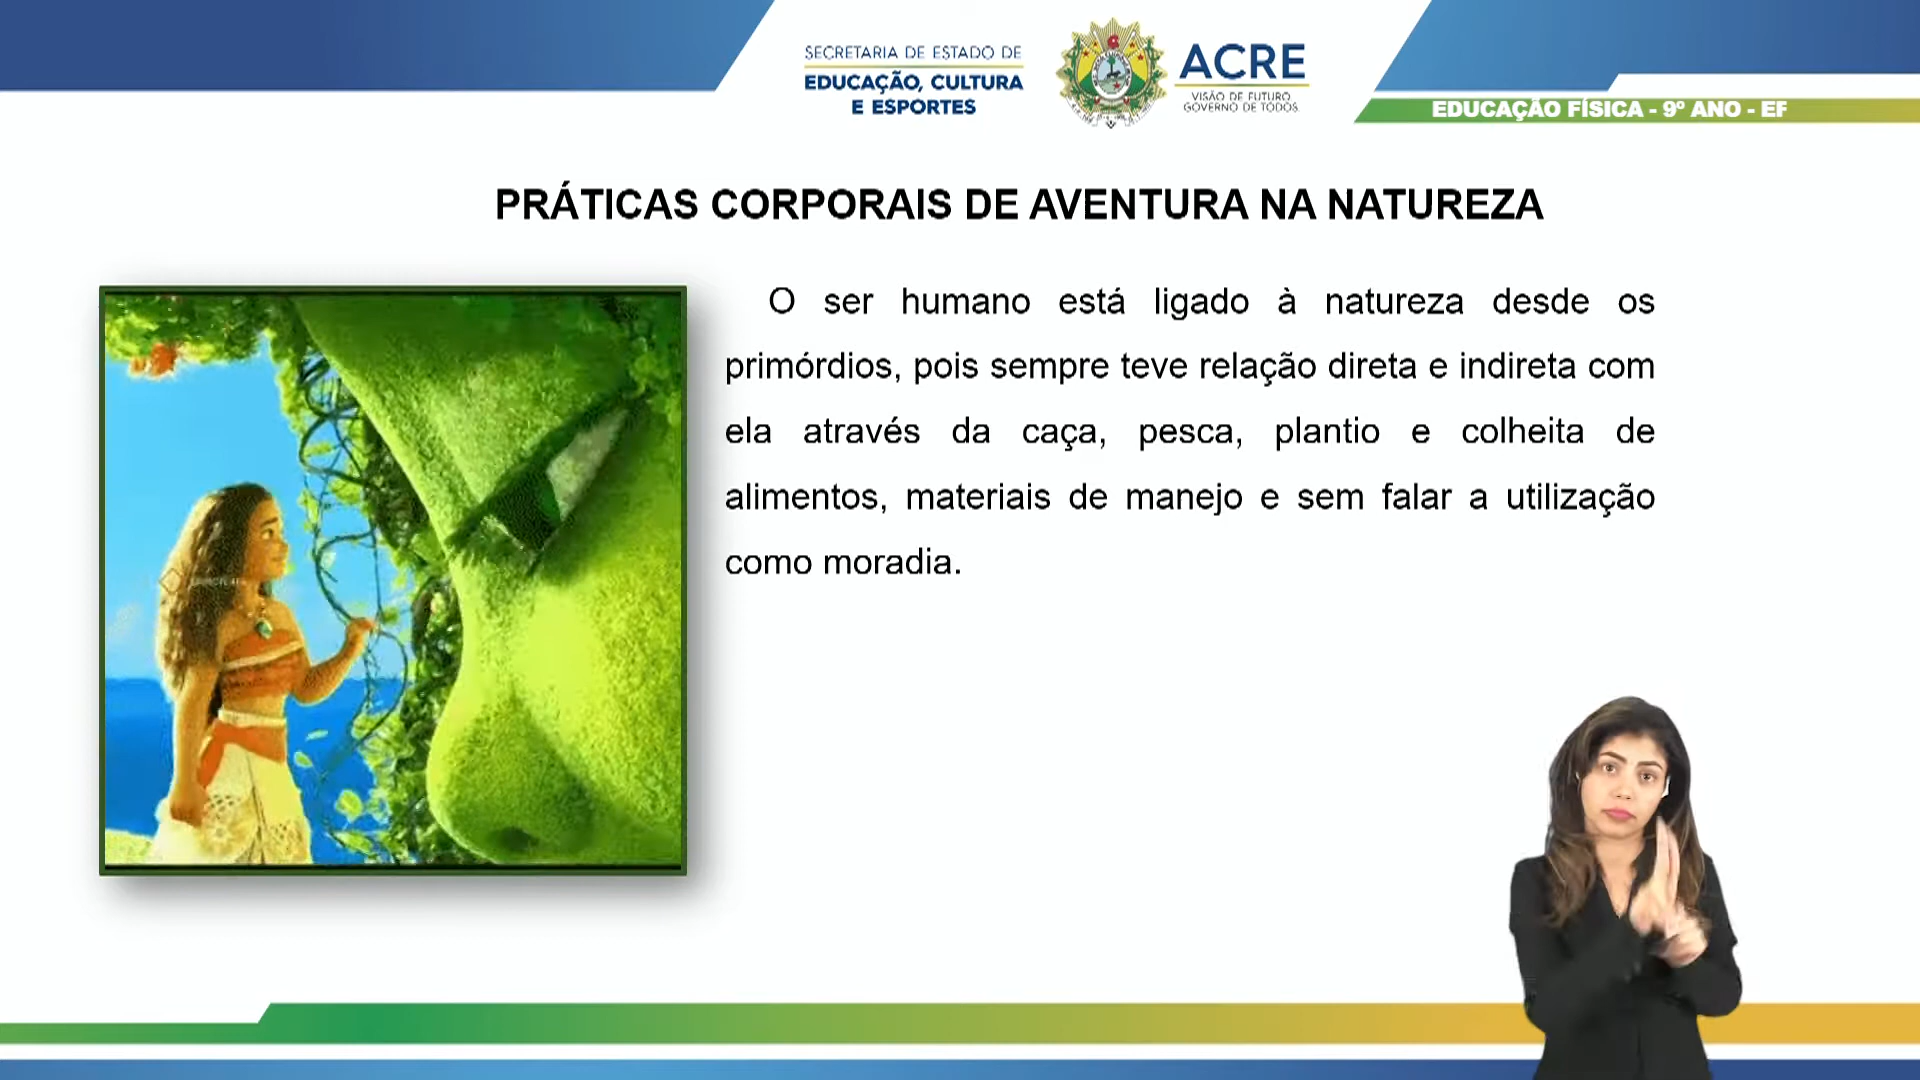 SECRETARIA DE ESTADO DE
EDUCAÇÃO, CULTURA
E ESPORTES
ACRE
VISÃO DE FUTURO
GOVERNO DE TODOS
EDUCAÇÃO FÍSICA - 9º ANO - EF
PRÁTICAS CORPORAIS DE AVENTURA NA NATUREZA
O ser humano está ligado à natureza desde os
primórdios, pois sempre teve relação direta e indireta com
ela através da caça, pesca, plantio e colheita de
alimentos, materiais de manejo e sem falar a utilização
como moradia.